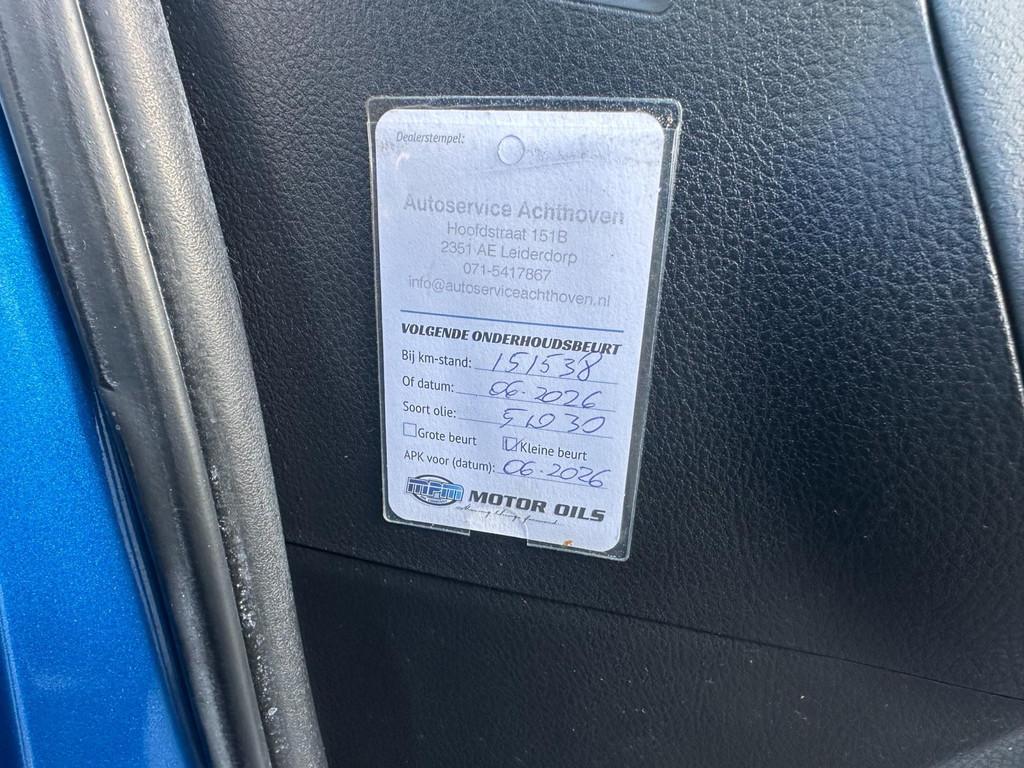 Dealerstempel:
Autoservice Achthoven
Hoofdstraat 151B
2351 AE Leiderdorp
071-5417867
info@autoserviceachthoven.nl
VOLGENDE ONDERHOUDSBEURT
Bij km-stand: 151538
Of datum: 06-2026
Soort olie: 5W30
Grote beurt Kleine beurt
APK voor (datum): 06-2026
MPM MOTOR OILS